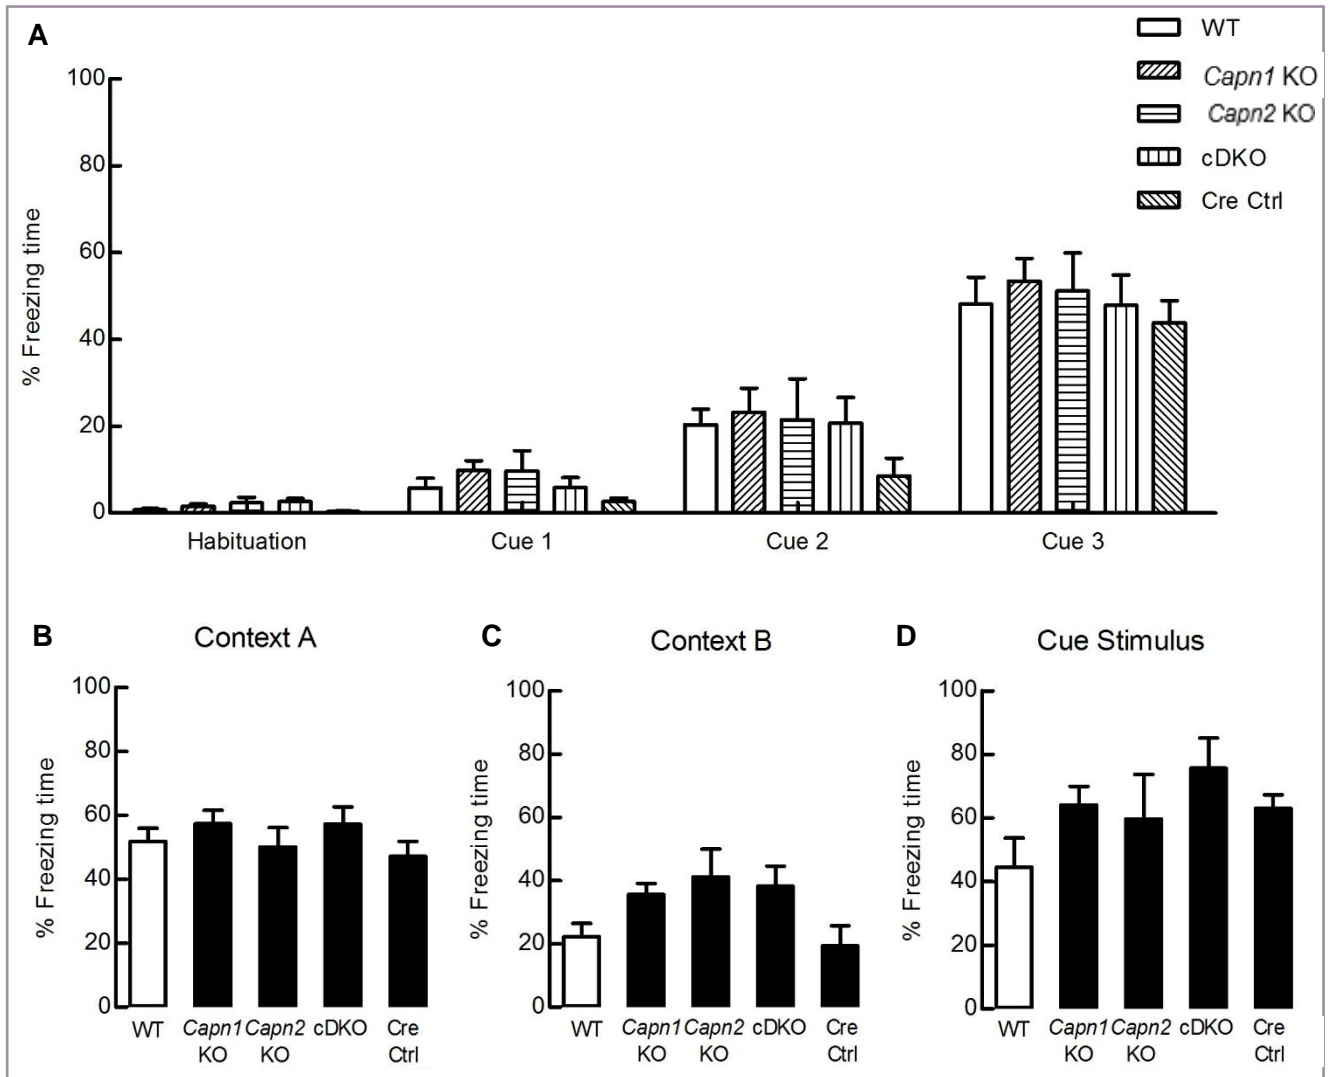 A
WT
Capn1 KO
Capn2 KO
cDKO
Cre Ctrl
% Freezing time
100
80
60
40
20
0
Habituation Cue 1 Cue 2 Cue 3
B Context A
% Freezing time
100
80
60
40
20
0
WT Capn1 Capn2 cDKO Cre
KO KO Ctrl
C Context B
% Freezing time
100
80
60
40
20
0
WT Capn1 Capn2 cDKO Cre
KO KO Ctrl
D Cue Stimulus
% Freezing time
100
80
60
40
20
0
WT Capn1 Capn2 cDKO Cre
KO KO Ctrl